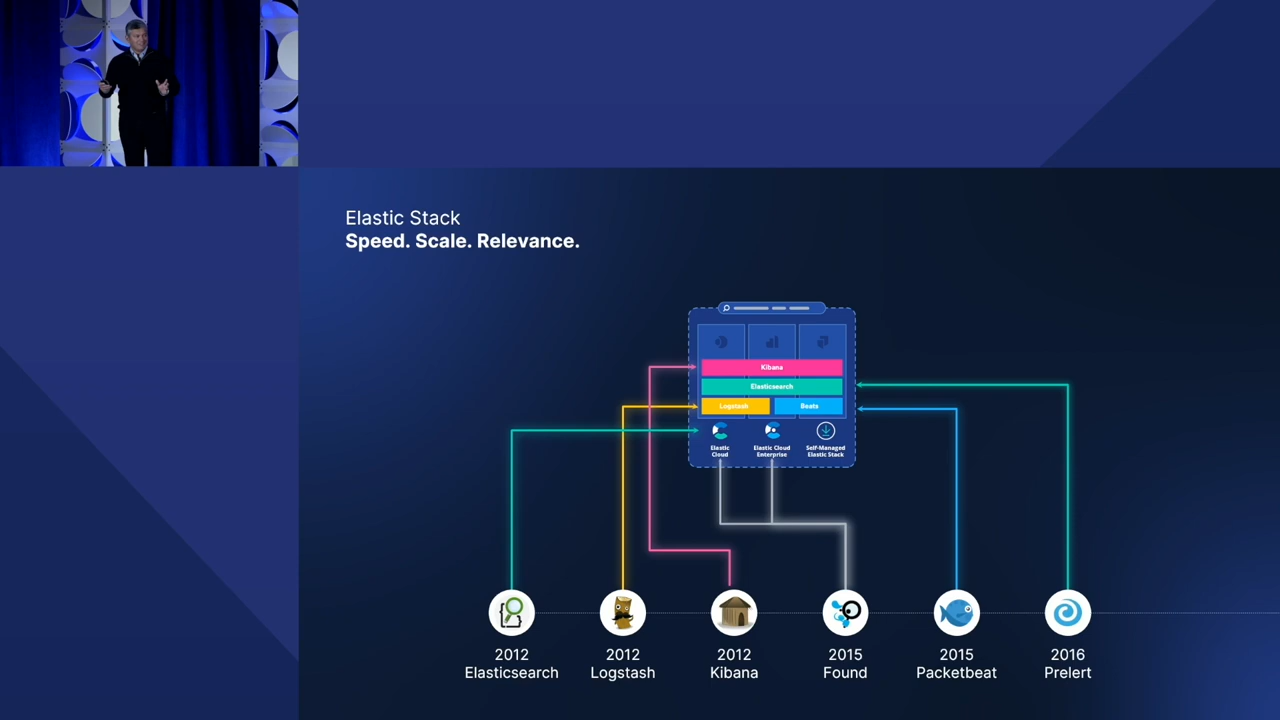 Elastic Stack
Speed. Scale. Relevance.
Kibana
Elasticsearch
Logstash
Beats
Elastic
Cloud
Elastic Cloud
Enterprise
Self-Managed
Elastic Stack
2012
Elasticsearch
2012
Logstash
2012
Kibana
2015
Found
2015
Packetbeat
2016
Prelert